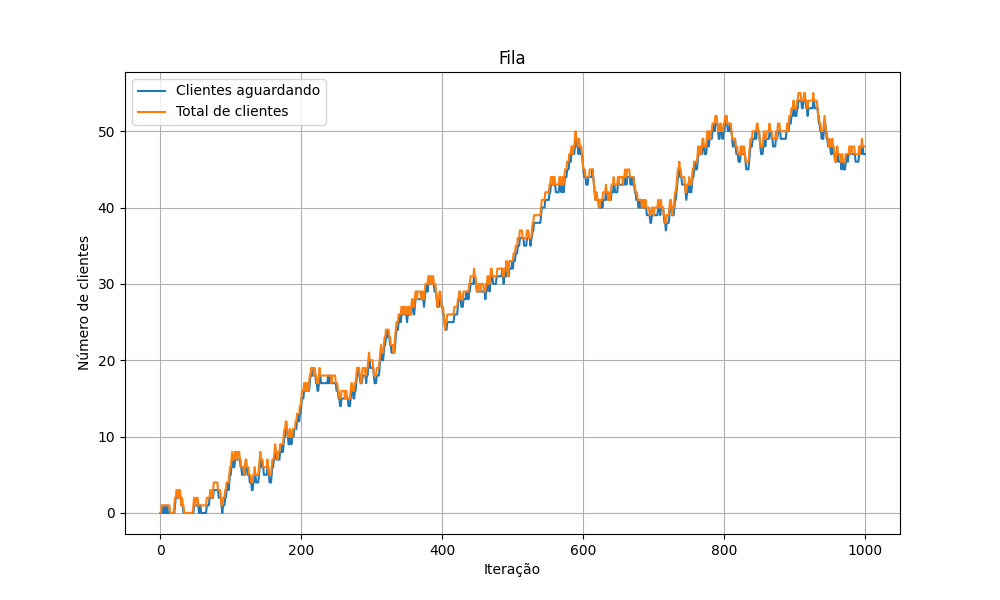 Fila
Clientes aguardando
Total de clientes
Número de clientes
50
40
30
20
10
0
0 200 400 600 800 1000
Iteração